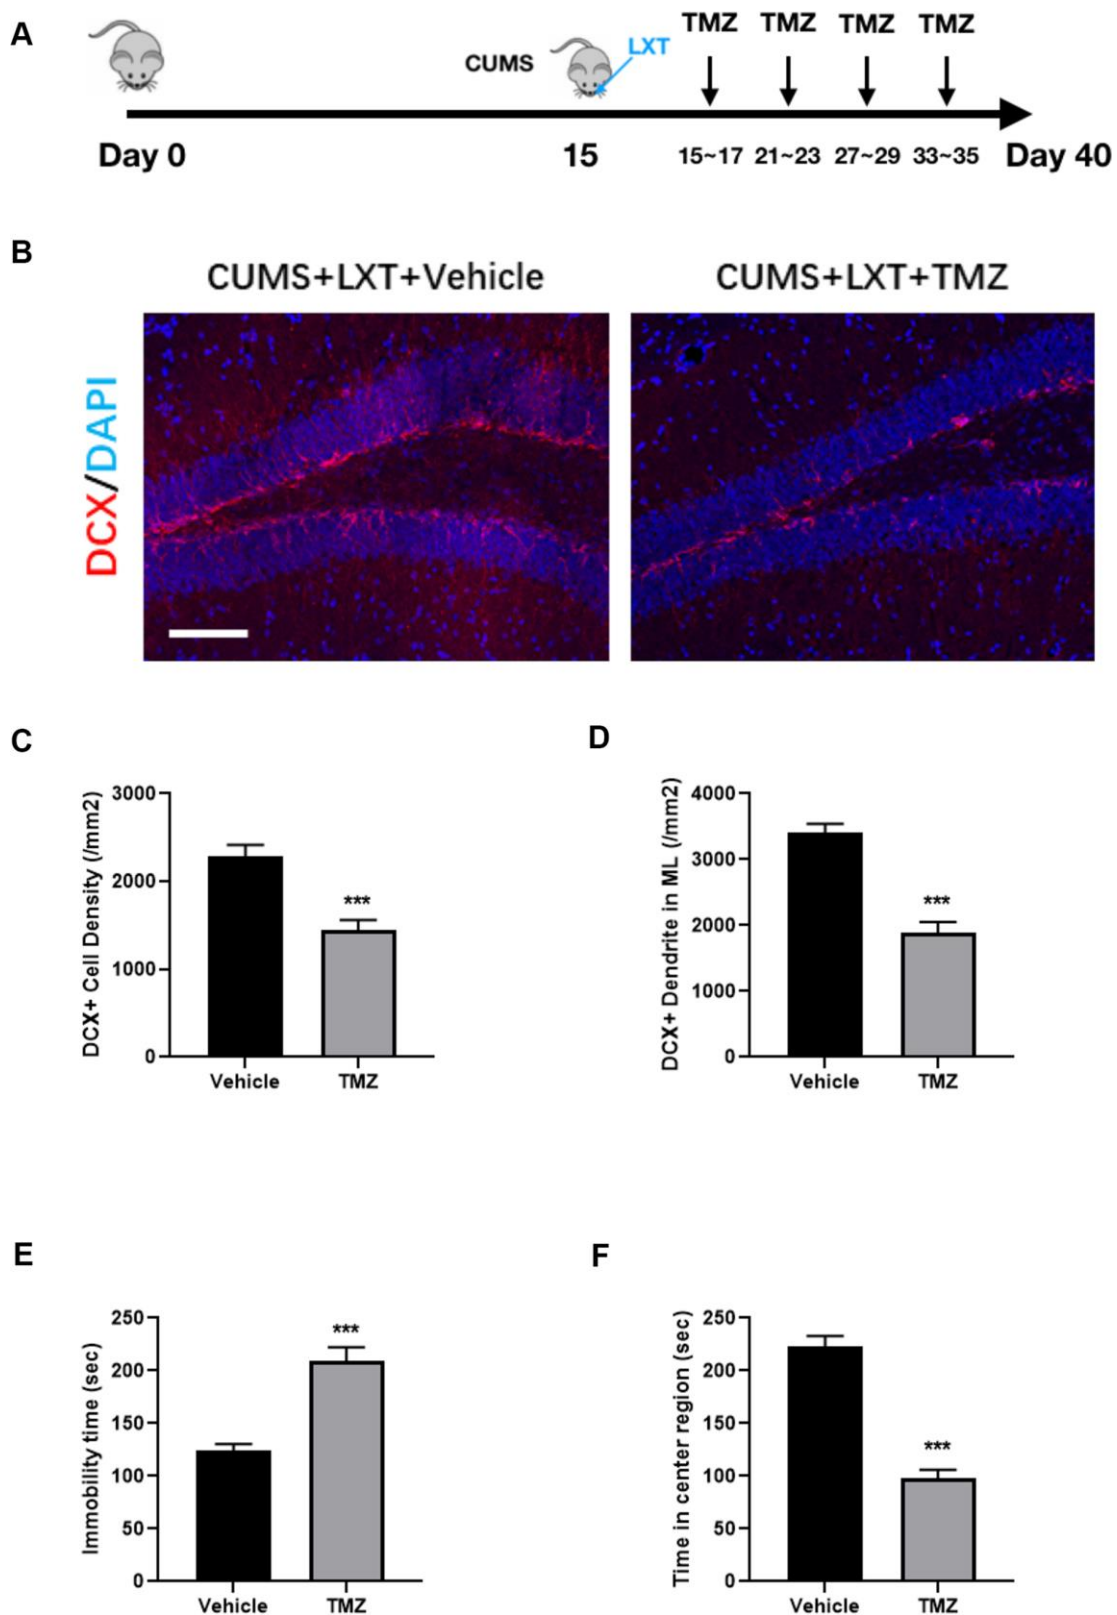 A
TMZ TMZ TMZ TMZ
CUMS LXT
Day 0 15 15~17 21~23 27~29 33~35 Day 40
B
CUMS+LXT+Vehicle CUMS+LXT+TMZ
DCX/DAPI
C
DCX+ Cell Density (/mm2)
3000
2000
1000
0
***
Vehicle TMZ
D
DCX+ Dendrite in ML (/mm2)
4000
3000
2000
1000
0
***
Vehicle TMZ
E
Immobility time (sec)
250
200
150
100
50
0
***
Vehicle TMZ
F
Time in center region (sec)
250
200
150
100
50
0
***
Vehicle TMZ